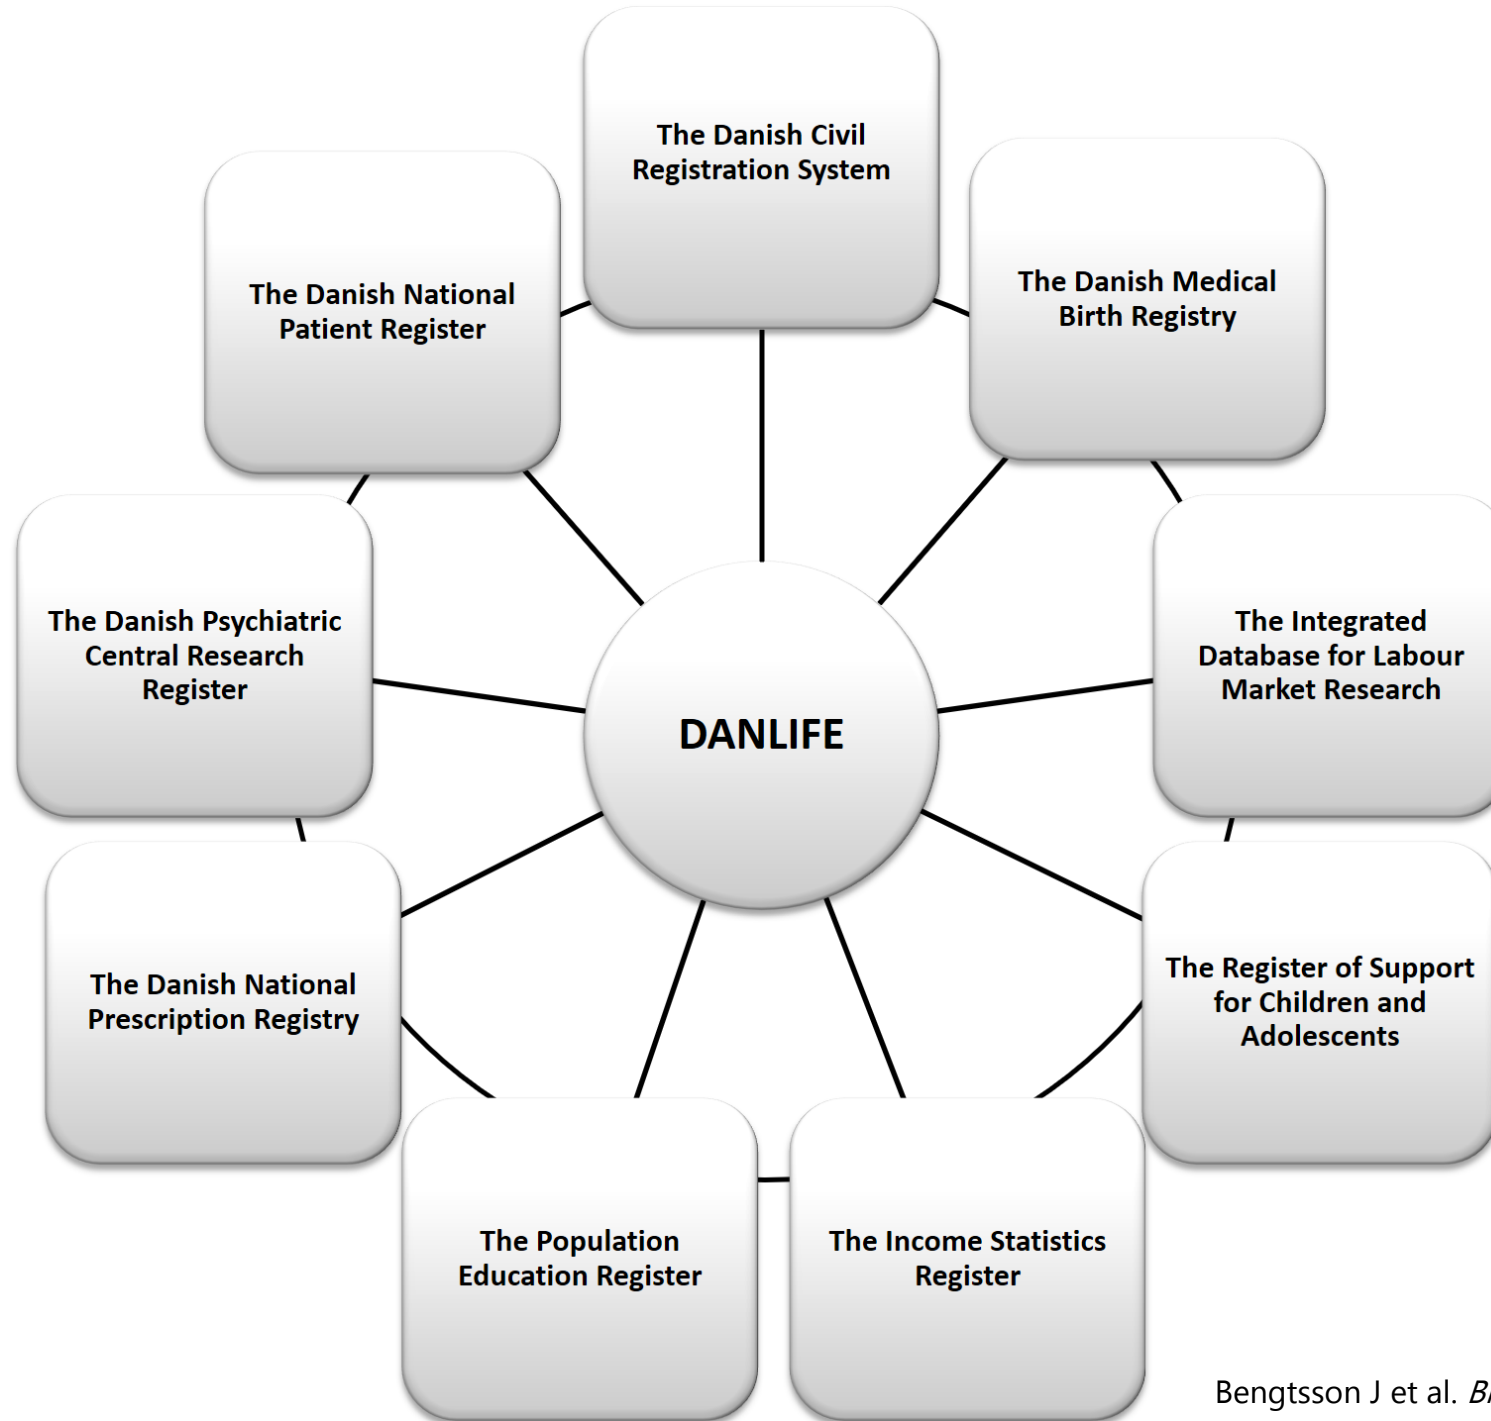 The Danish Civil
Registration System
The Danish National
Patient Register
The Danish Medical
Birth Registry
The Danish Psychiatric
Central Research
Register
The Integrated
Database for Labour
Market Research
DANLIFE
The Danish National
Prescription Registry
The Register of Support
for Children and
Adolescents
The Population
Education Register
The Income Statistics
Register
Bengtsson J et al.